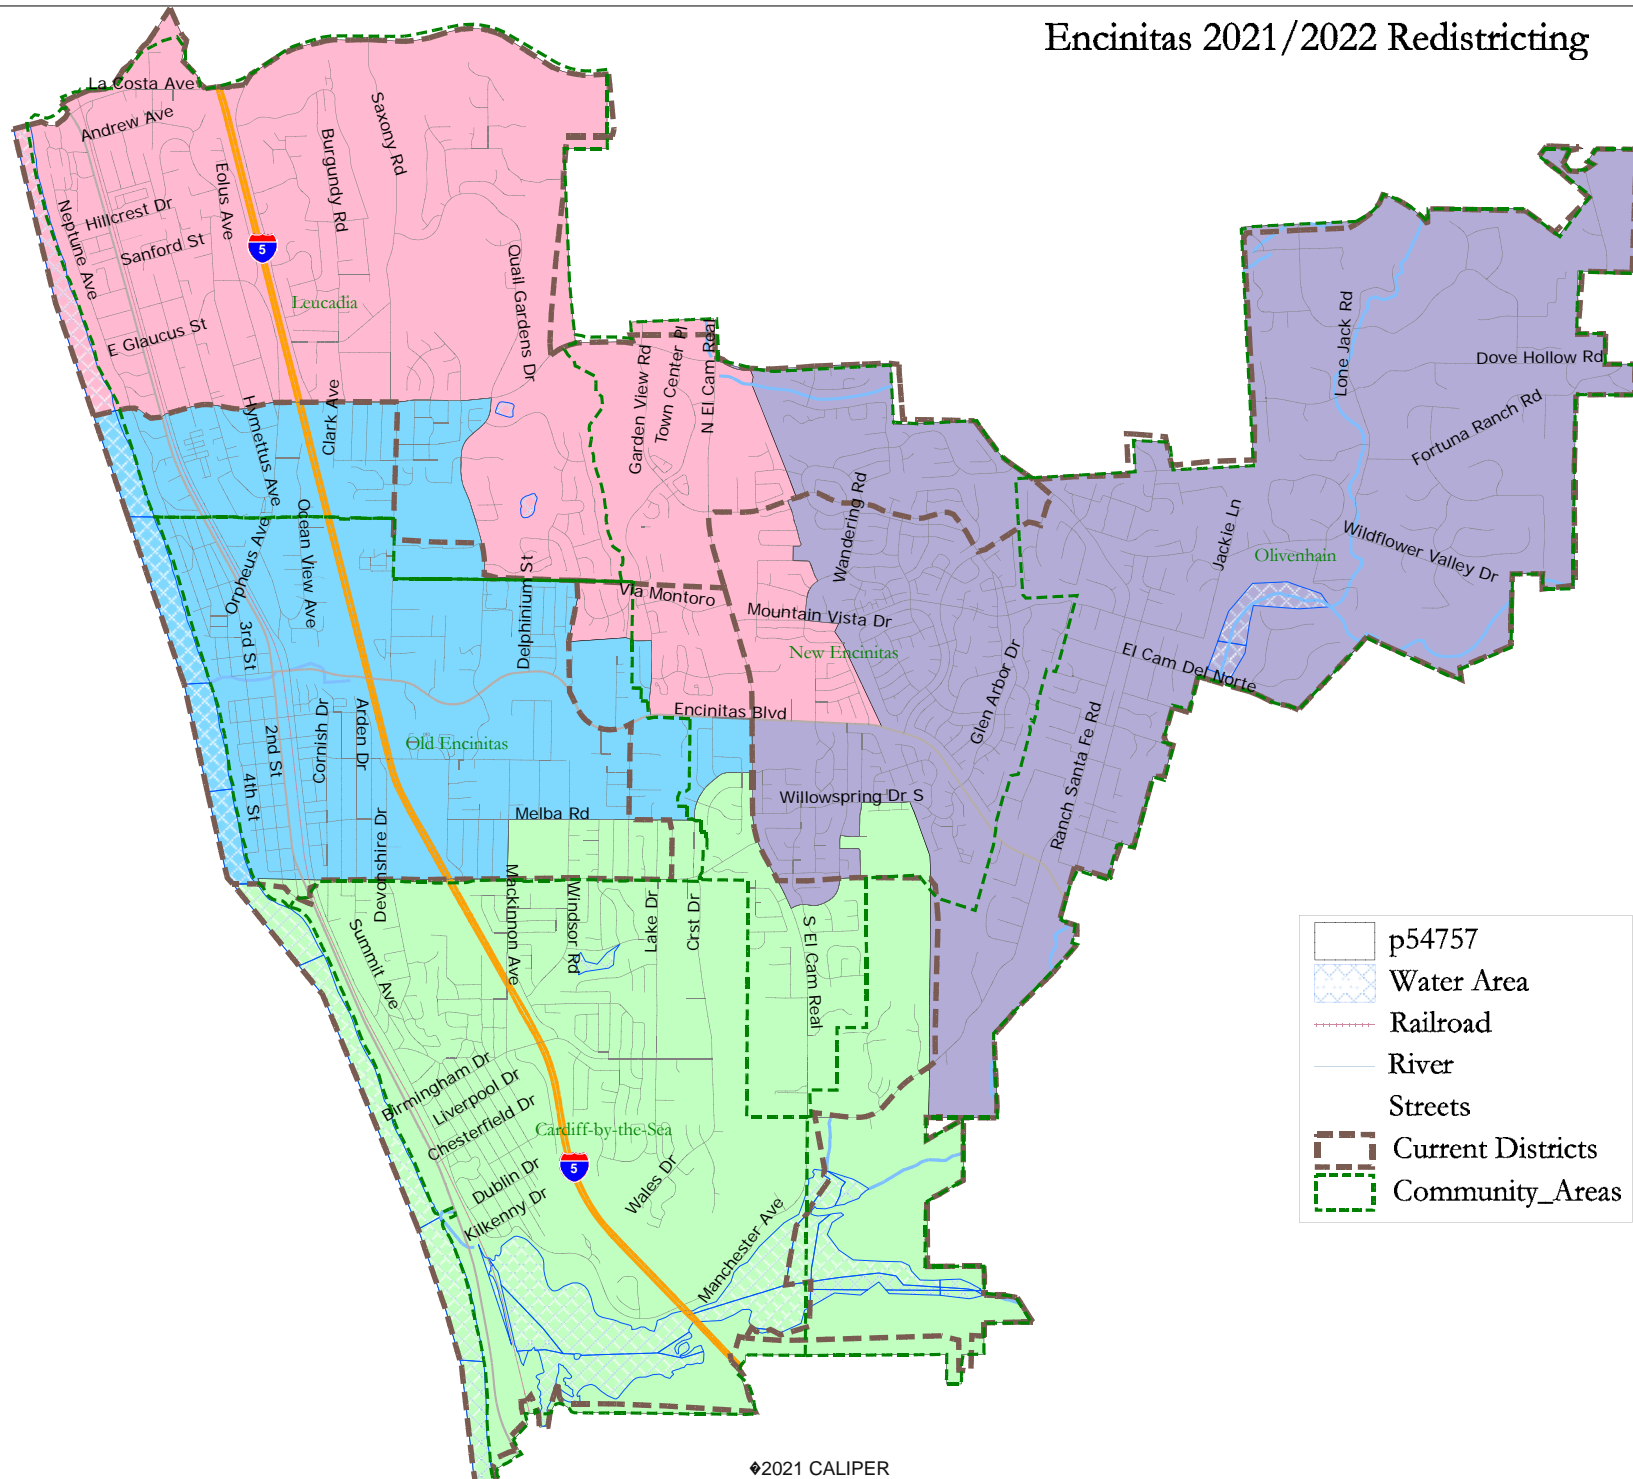 Encinitas 2021/2022 Redistricting
La Costa Ave
Andrew Ave
Saxony Rd
Burgundy Rd
Eolus Ave
Neptune Ave
Hillcrest Dr
Sanford St
5
Quail Gardens Dr
Leucadia
E Glaucus St
Garden View Rd
Town Center Pl
N El Cam Real
Lone Jack Rd
Dove Hollow Rd
Fortuna Ranch Rd
Hymettus Ave
Clark Ave
Wandering Rd
Jackie Ln
Wildflower Valley Dr
Olivenhain
Orpheus Ave
Ocean View Ave
Delphinium St
Via Montoro
Mountain Vista Dr
New Encinitas
3rd St
El Cam Del Norte
Glen Arbor Dr
Ranch Santa Fe Rd
Encinitas Blvd
2nd St
Cornish Dr
Arden Dr
Old Encinitas
4th St
Willowspring Dr S
Melba Rd
Devonshire Dr
Mackinnon Ave
Windsor Rd
Lake Dr
Crst Dr
S El Cam Real
Summit Ave
Birmingham Dr
Liverpool Dr
Chesterfield Dr
Cardiff-by-the-Sea
5
Dublin Dr
Kilkenny Dr
Wales Dr
Manchester Ave
p54757
Water Area
Railroad
River
Streets
Current Districts
Community_Areas
�2021 CALIPER